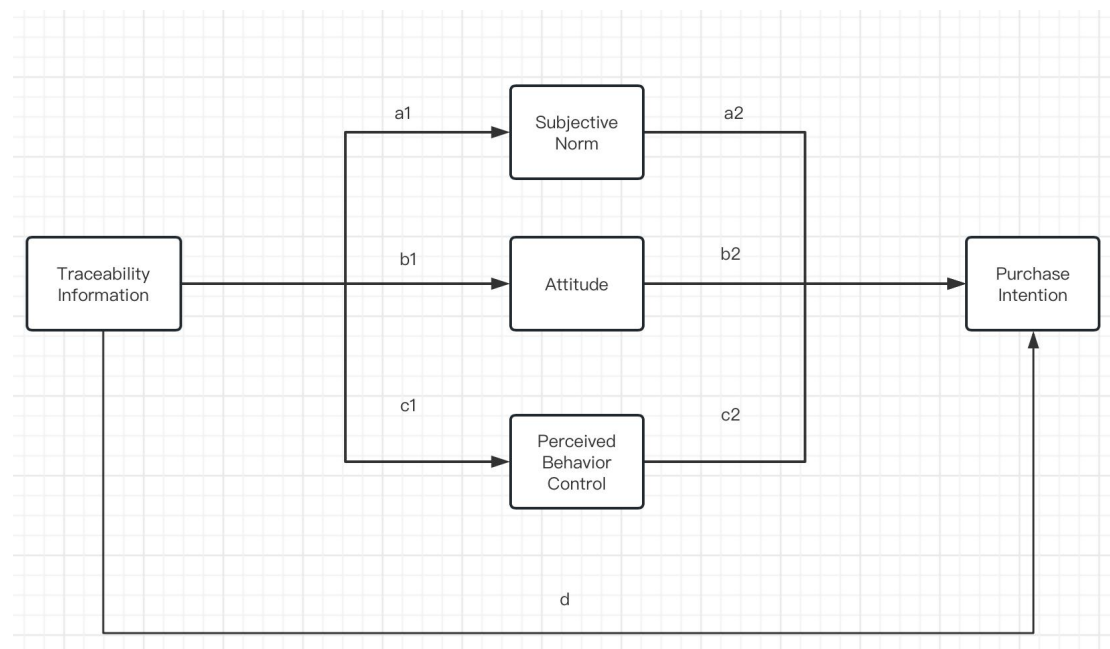 a1
Subjective
Norm
a2
Traceability
Information
b1
Attitude
b2
Purchase
Intention
c1
Perceived
Behavior
Control
c2
d